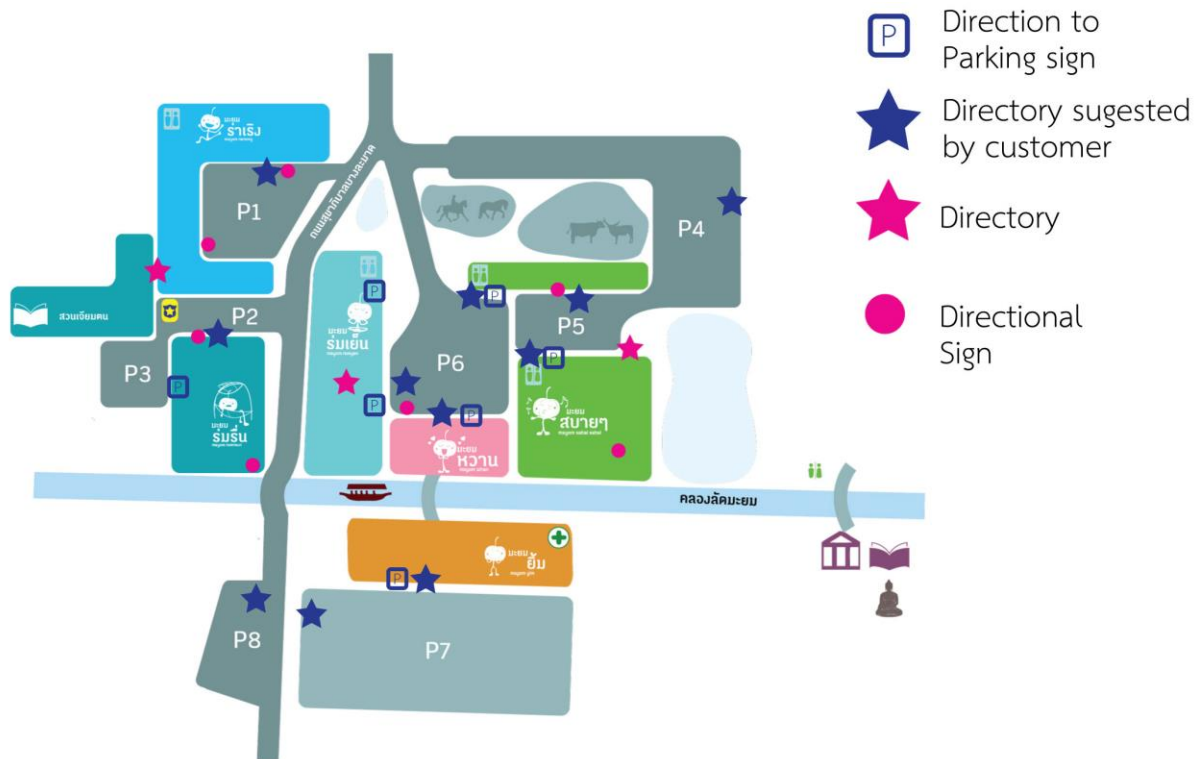 P
Direction to
Parking sign
Directory sugested
by customer
Directory
Directional
Sign
มะยม
ร่าเริง
P1
ถนนสุขาภิบาลบางระมาด
P4
สวนเจียมตน
P2
P
มะยม
ร่มเย็น
P
P5
P3
P
P6
P
มะยม
ร่มรื่น
P
P
มะยม
สบายๆ
มะยม
หวาน
คลองลัดมะยม
มะยม
ยิ้ม
P
P8
P7